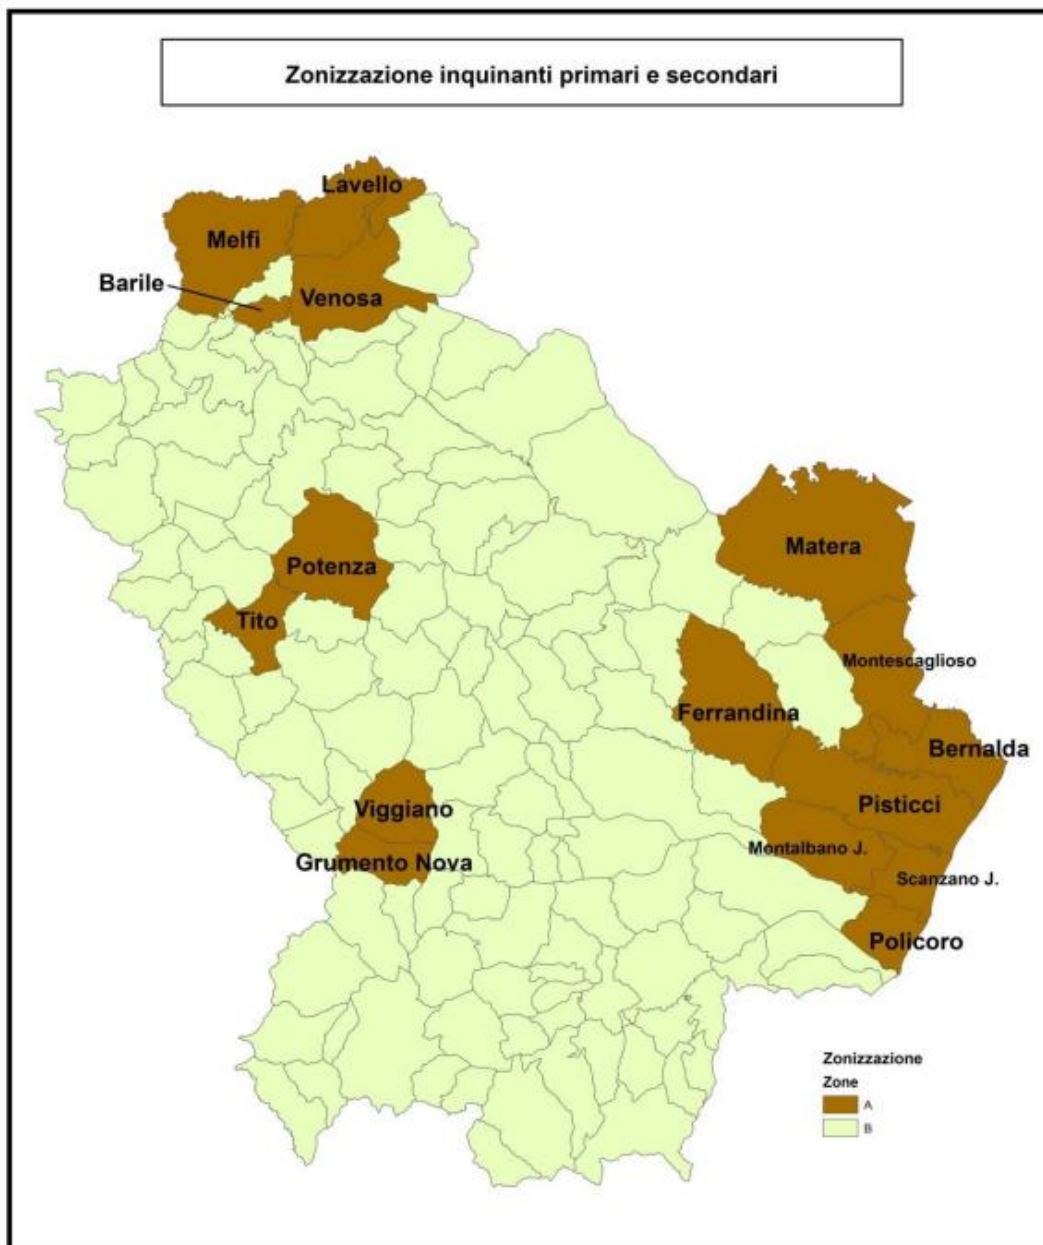 Zonizzazione inquinanti primari e secondari
Lavello
Melfi
Barile
Venosa
Matera
Potenza
Tito
Montescaglioso
Ferrandina
Bernalda
Viggiano
Pisticci
Montalbano J.
Grumento Nova
Scanzano J.
Policoro
Zonizzazione
Zone
A
B